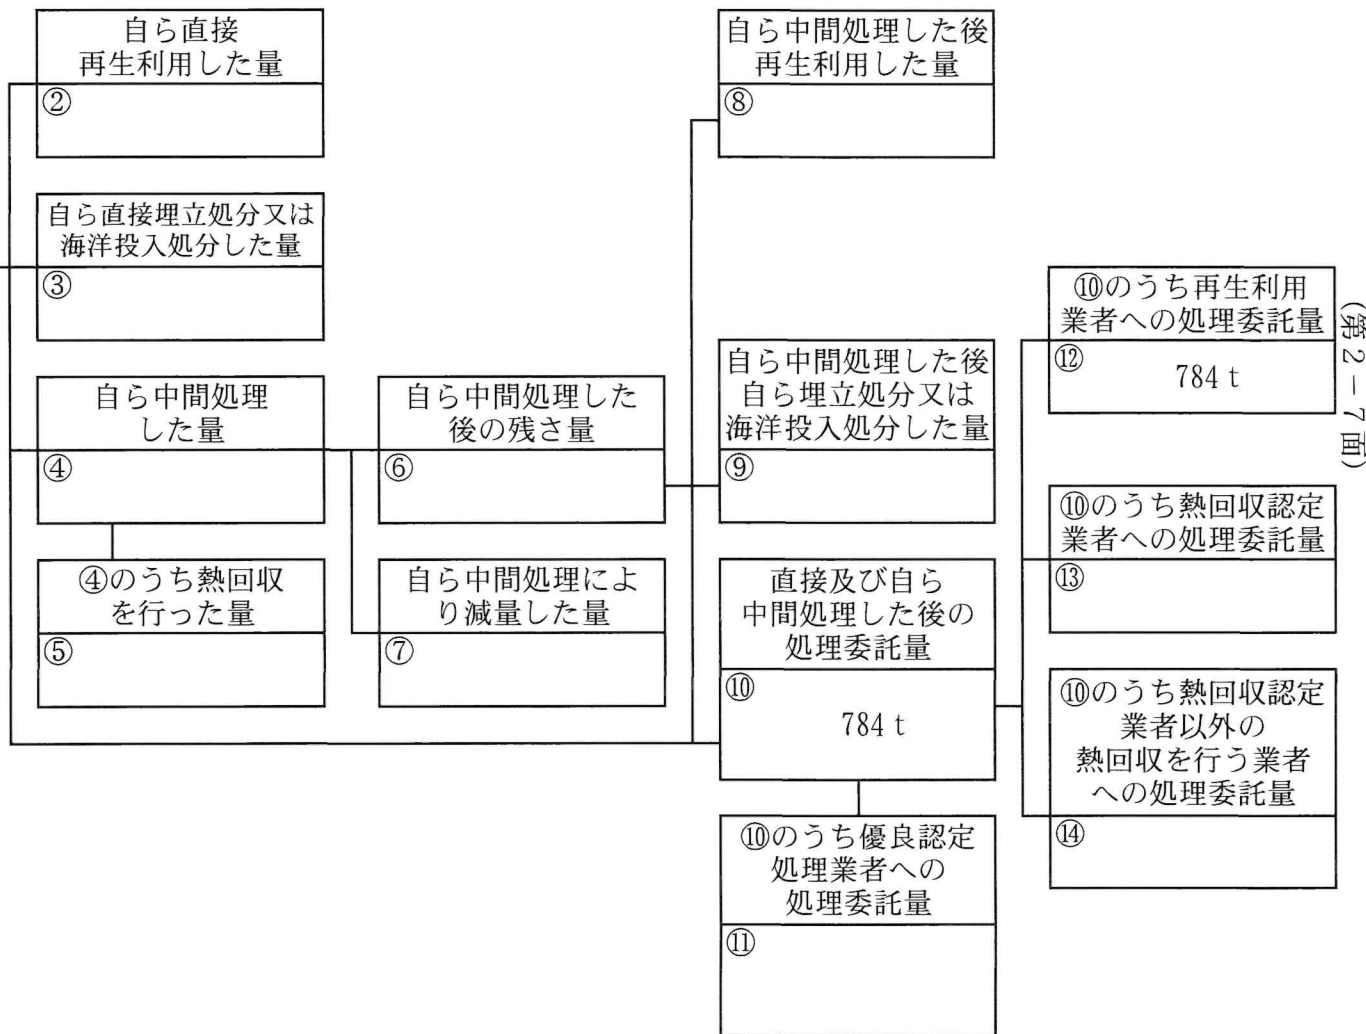 自ら直接
再生利用した量
②
自ら直接埋立処分又は
海洋投入処分した量
③
自ら中間処理
した量
④
④のうち熱回収
を行った量
⑤
自ら中間処理した
後の残さ量
⑥
自ら中間処理によ
り減量した量
⑦
自ら中間処理した後
再生利用した量
⑧
自ら中間処理した後
自ら埋立処分又は
海洋投入処分した量
⑨
直接及び自ら
中間処理した後の
処理委託量
⑩
784 t
⑩のうち優良認定
処理業者への
処理委託量
⑪
⑩のうち再生利用
業者への処理委託量
⑫
784 t
⑩のうち熱回収認定
業者への処理委託量
⑬
⑩のうち熱回収認定
業者以外の
熱回収を行う業者
への処理委託量
⑭
(第2－7面)